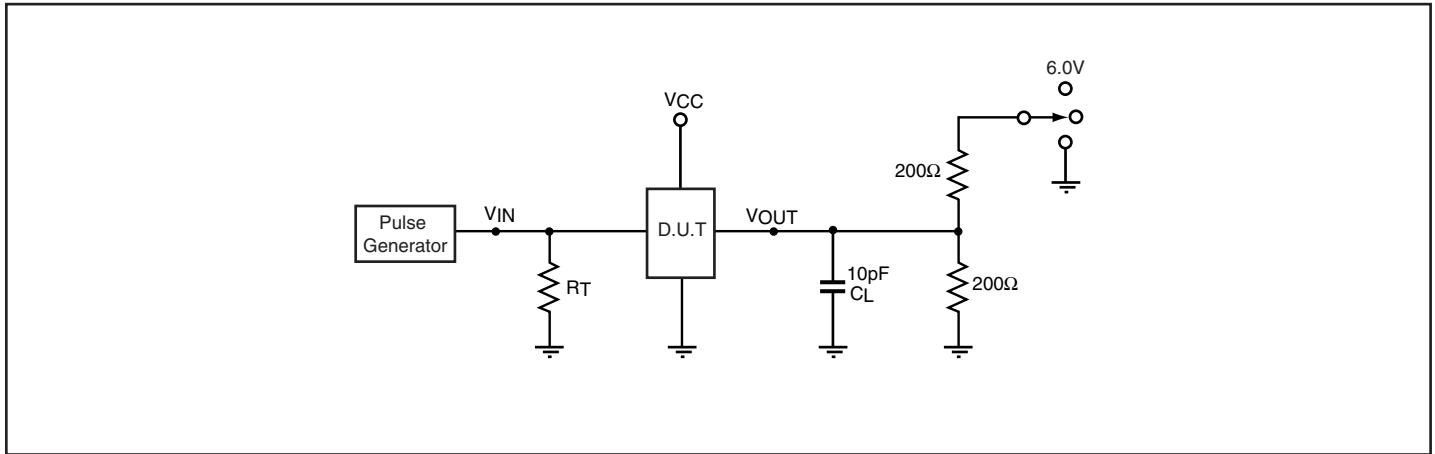 6.0V
VCC
200Ω
Pulse
Generator
VIN
D.U.T
VOUT
RT
10pF
CL
200Ω